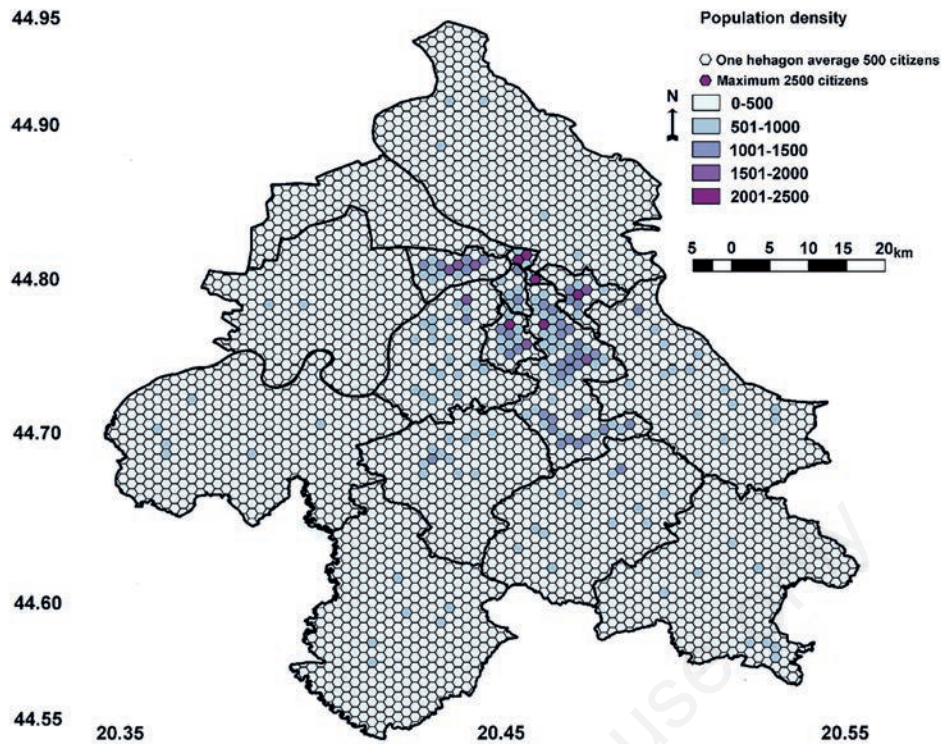 Population density
One hehagon average 500 citizens
Maximum 2500 citizens
N
0-500
501-1000
1001-1500
1501-2000
2001-2500
5 0 5 10 15 20 km
44.95
44.90
44.80
44.70
44.60
44.55
20.35 20.45 20.55